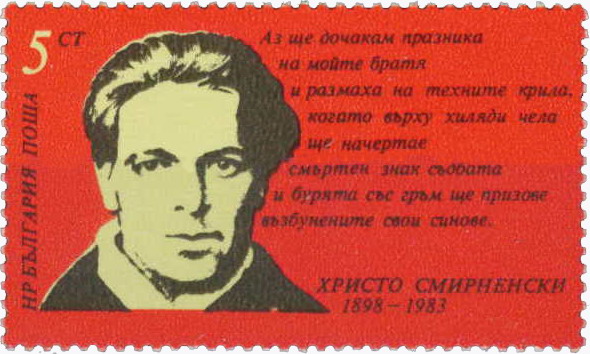 5 СТ
НР БЪЛГАРИЯ ПОЩА
Аз ще дочакам празника
на мойте братя
и размаха на техните крила,
когато върху хиляди чела
ще начертае
смъртен знак съдбата
и бурята със гръм ще призове
възбунените свои синове.
ХРИСТО СМИРНЕНСКИ
1898 – 1983